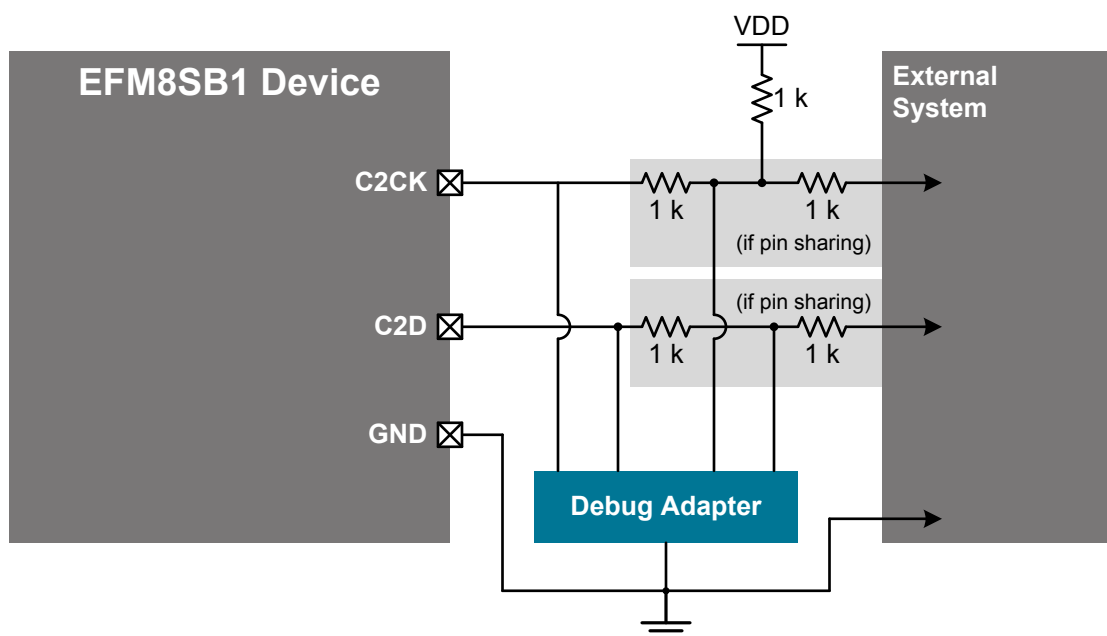 VDD
EFM8SB1 Device
External
System
1 k
C2CK
1 k
1 k
(if pin sharing)
(if pin sharing)
C2D
1 k
1 k
GND
Debug Adapter